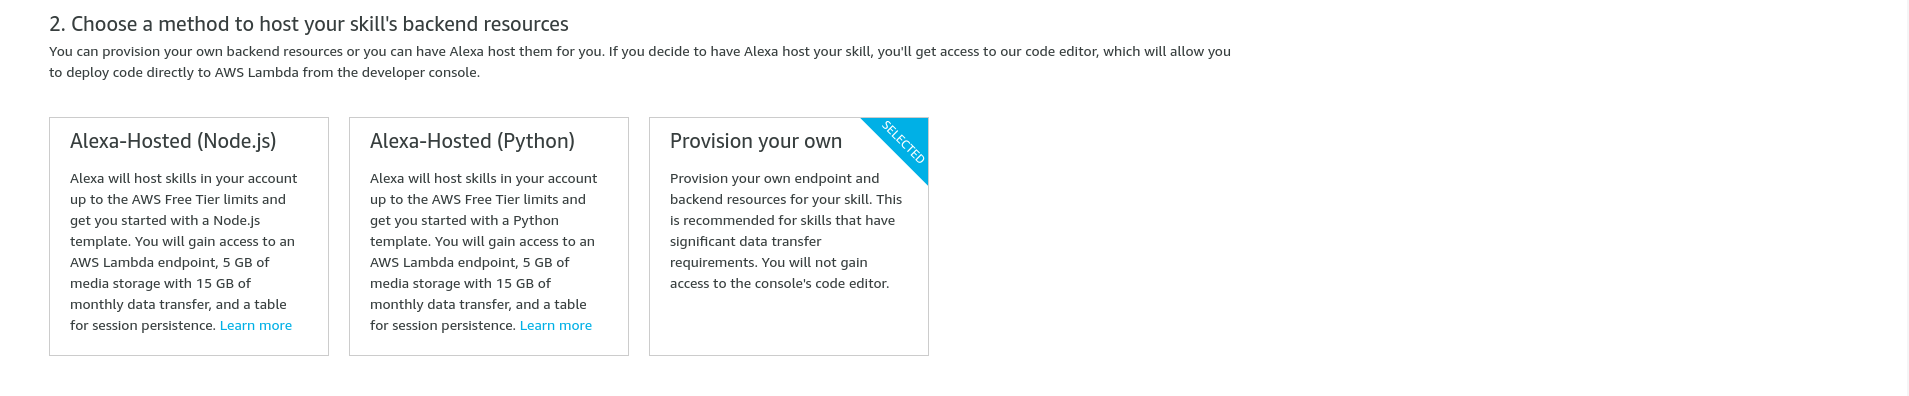 2. Choose a method to host your skill's backend resources
You can provision your own backend resources or you can have Alexa host them for you. If you decide to have Alexa host your skill, you'll get access to our code editor, which will allow you
to deploy code directly to AWS Lambda from the developer console.
Alexa-Hosted (Node.js)
Alexa will host skills in your account
up to the AWS Free Tier limits and
get you started with a Node.js
template. You will gain access to an
AWS Lambda endpoint, 5 GB of
media storage with 15 GB of
monthly data transfer, and a table
for session persistence. Learn more
Alexa-Hosted (Python)
Alexa will host skills in your account
up to the AWS Free Tier limits and
get you started with a Python
template. You will gain access to an
AWS Lambda endpoint, 5 GB of
media storage with 15 GB of
monthly data transfer, and a table
for session persistence. Learn more
Provision your own
SELECTED
Provision your own endpoint and
backend resources for your skill. This
is recommended for skills that have
significant data transfer
requirements. You will not gain
access to the console's code editor.